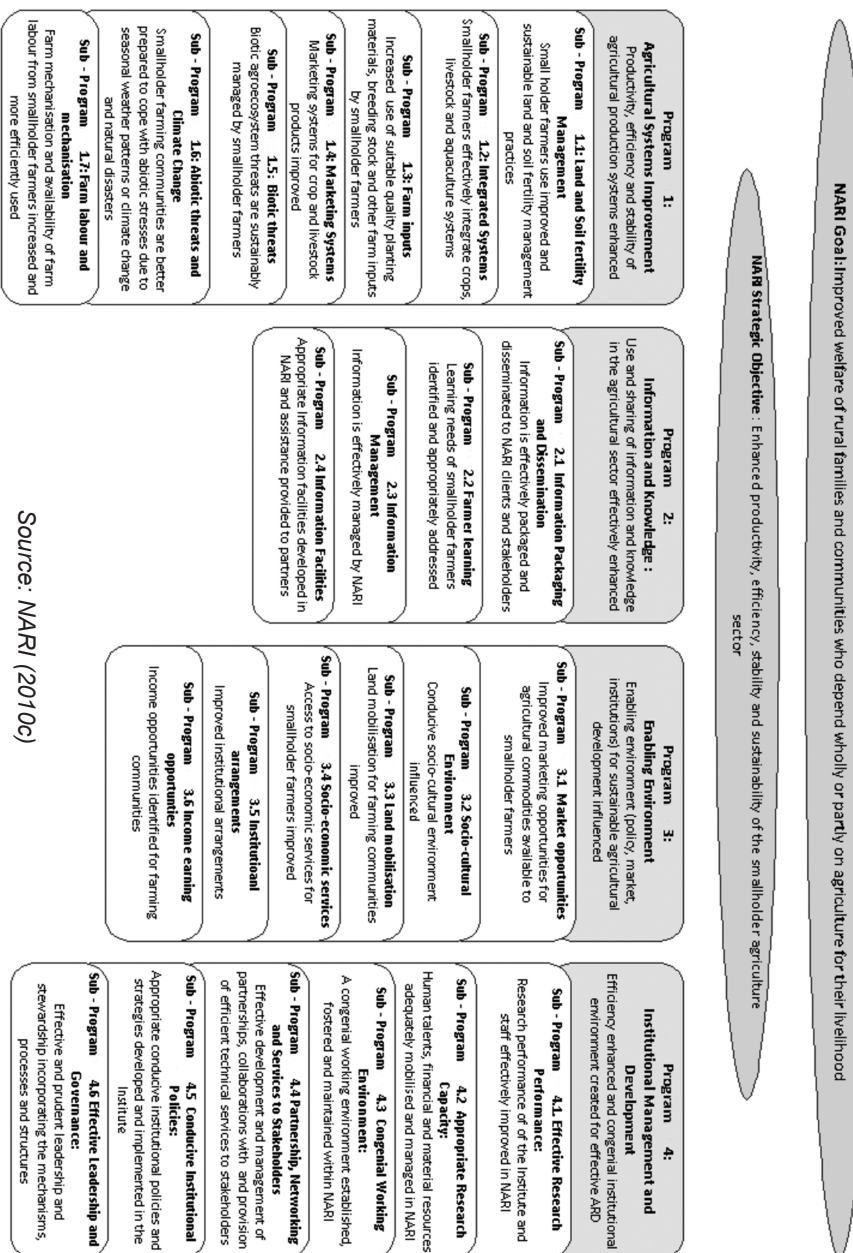 NARI Goal: Improved welfare of rural families and communities who depend wholly or partly on agriculture for their livelihood
NARI Strategic Objective : Enhanced productivity, efficiency, stability and sustainability of the smallholder agriculture
sector
Program 1:
Agricultural Systems Improvement
Productivity, efficiency and stability of
agricultural production systems enhanced
Sub - Program 1.1: Land and Soil fertility
Management
Small holder farmers use improved and
sustainable land and soil fertility management
practices
Sub - Program 1.2: Integrated Systems
Smallholder farmers effectively integrate crops,
livestock and aquaculture systems
Sub - Program 1.3: Farm inputs
Increased use of suitable quality planting
materials, breeding stock and other farm inputs
by smallholder farmers
Sub - Program 1.4: Marketing Systems
Marketing systems for crop and livestock
products improved
Sub - Program 1.5: Biotic threats
Biotic agroecosystem threats are sustainably
managed by smallholder farmers
Sub - Program 1.6: Abiotic threats and
Climate Change
Smallholder farming communities are better
prepared to cope with abiotic stresses due to
seasonal weather patterns or climate change
and natural disasters
Sub - Program 1.7: Farm labour and
mechanisation
Farm mechanisation and availability of farm
labour from smallholder farmers increased and
more efficiently used
Program 2:
Information and Knowledge :
Use and sharing of information and knowledge
in the agricultural sector effectively enhanced
Sub - Program 2.1 Information Packaging
and Dissemination
Information is effectively packaged and
disseminated to NARI clients and stakeholders
Sub - Program 2.2 Farmer learning
Learning needs of smallholder farmers
identified and appropriately addressed
Sub - Program 2.3 Information
Management
Information is effectively managed by NARI
Sub - Program 2.4 Information Facilities
Appropriate Information facilities developed in
NARI and assistance provided to partners
Program 3:
Enabling Environment
Enabling environment (policy, market,
institutions) for sustainable agricultural
development influenced
Sub - Program 3.1 Market opportunities
Improved marketing opportunities for
agricultural commodities available to
smallholder farmers
Sub - Program 3.2 Socio-cultural
Environment
Conducive socio-cultural environment
influenced
Sub - Program 3.3 Land mobilisation
Land mobilisation for farming communities
improved
Sub - Program 3.4 Socio-economic services
Access to socio-economic services for
smallholder farmers improved
Sub - Program 3.5 Institutioanl
arrangements
Improved institutional arrangements
Sub - Program 3.6 Income earning
opportunties
Income opportunities identified for farming
communities
Program 4:
Institutional Management and
Development
Efficiency enhanced and congenial institutional
environment created for effective ARD
Sub - Program 4.1. Effective Research
Performance:
Research performance of of the Institute and
staff effectively improved in NARI
Sub - Program 4.2 Appropriate Research
Capacity:
Human talents, financial and material resources
adequately mobilised and managed in NARI
Sub - Program 4.3 Congenial Working
Environment:
A congenial working environment established,
fostered and maintained within NARI
Sub - Program 4.4 Partnership, Networking
and Services to Stakeholders
Effective development and management of
partnerships, collaborations with and provision
of efficient technical services to stakeholders
Sub - Program 4.5 Conducive Institutional
Policies:
Appropriate conducive institutional policies and
strategies developed and implemented in the
Institute
Sub - Program 4.6 Effective Leadership and
Governance:
Effective and prudent leadership and
stewardship incorporating the mechanisms,
processes and structures
Source: NARI (2010c)